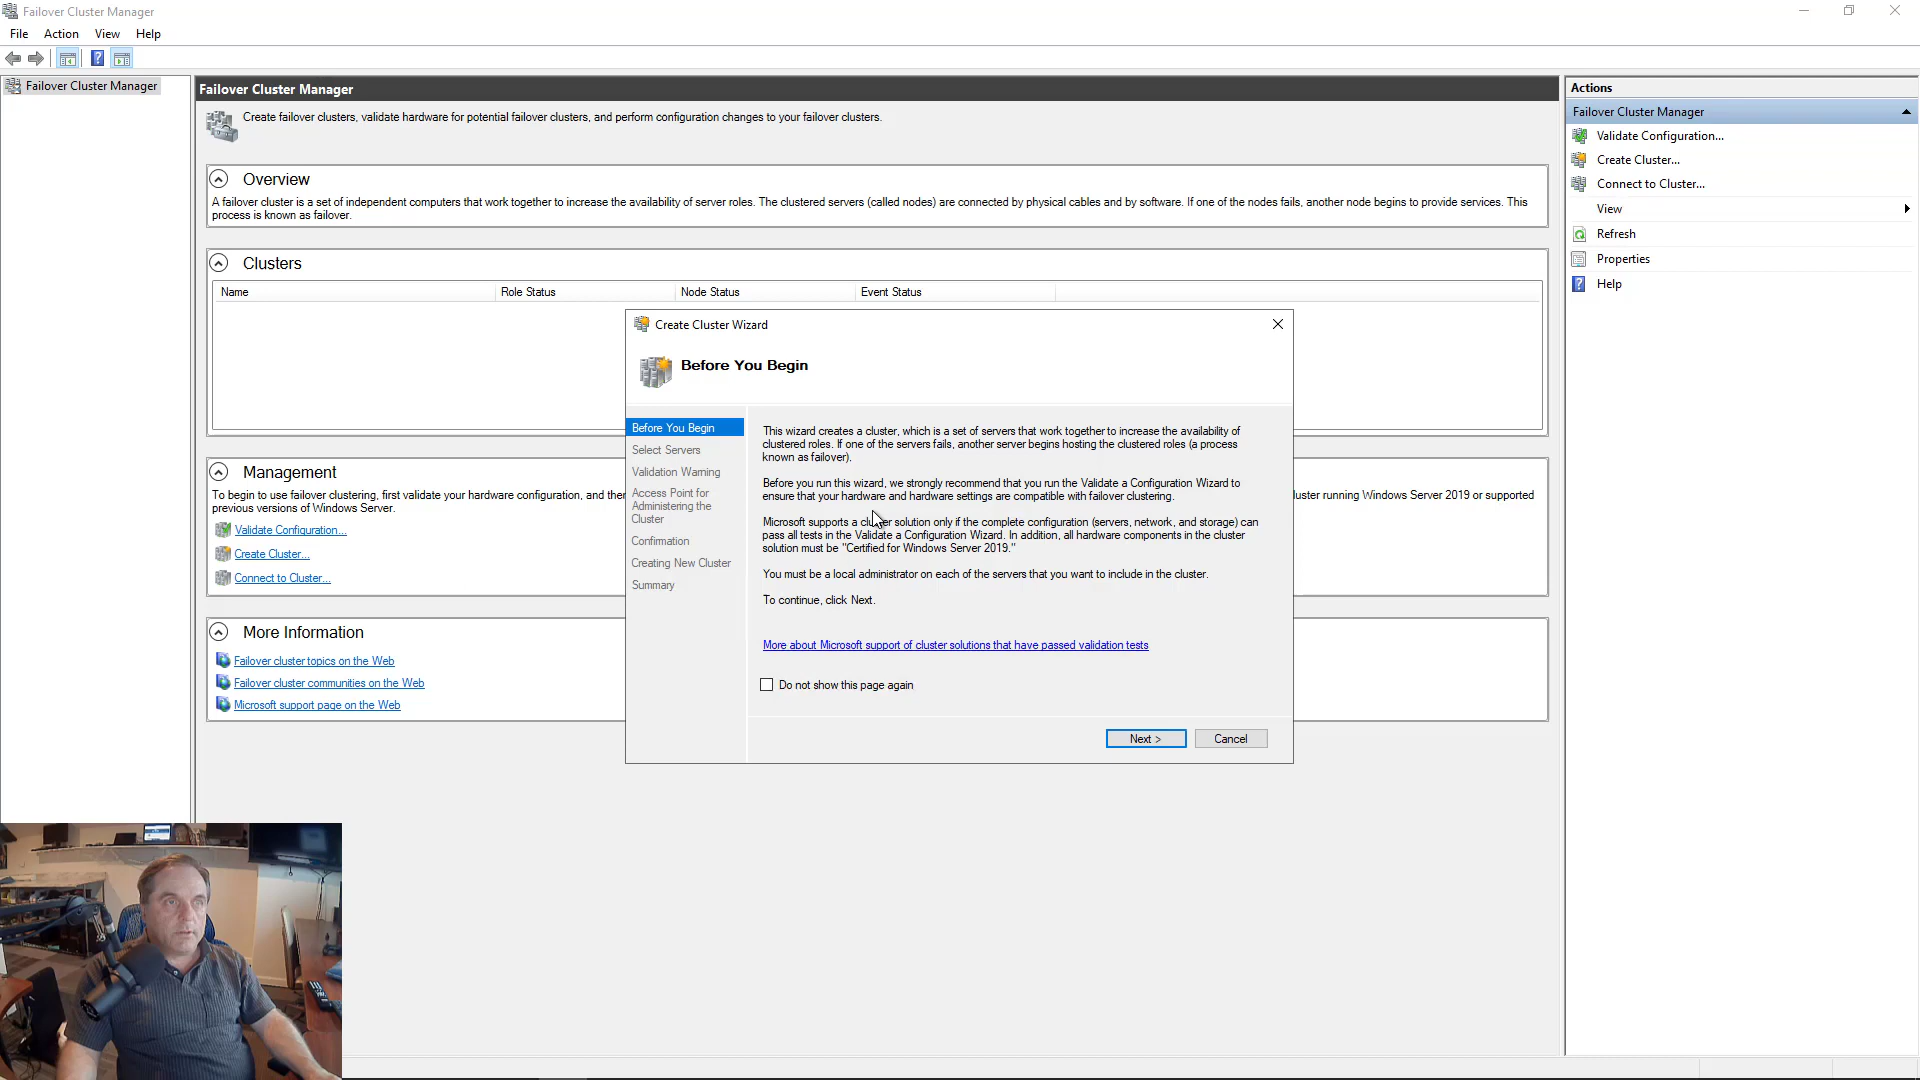 Failover Cluster Manager
File Action View Help
Failover Cluster Manager
Failover Cluster Manager
Create failover clusters, validate hardware for potential failover clusters, and perform configuration changes to your failover clusters.
Overview
A failover cluster is a set of independent computers that work together to increase the availability of server roles. The clustered servers (called nodes) are connected by physical cables and by software. If one of the nodes fails, another node begins to provide services. This
process is known as failover.
Clusters
Name Role Status Node Status Event Status
Management
To begin to use failover clustering, first validate your hardware configuration, and then
luster running Windows Server 2019 or supported
previous versions of Windows Server.
Validate Configuration...
Create Cluster...
Connect to Cluster...
More Information
Failover cluster topics on the Web
Failover cluster communities on the Web
Microsoft support page on the Web
Create Cluster Wizard
Before You Begin
Before You Begin
Select Servers
Validation Warning
Access Point for
Administering the
Cluster
Confirmation
Creating New Cluster
Summary
This wizard creates a cluster, which is a set of servers that work together to increase the availability of
clustered roles. If one of the servers fails, another server begins hosting the clustered roles (a process
known as failover).
Before you run this wizard, we strongly recommend that you run the Validate a Configuration Wizard to
ensure that your hardware and hardware settings are compatible with failover clustering.
Microsoft supports a cluster solution only if the complete configuration (servers, network, and storage) can
pass all tests in the Validate a Configuration Wizard. In addition, all hardware components in the cluster
solution must be "Certified for Windows Server 2019."
You must be a local administrator on each of the servers that you want to include in the cluster.
To continue, click Next.
More about Microsoft support of cluster solutions that have passed validation tests
Do not show this page again
Next >
Cancel
Actions
Failover Cluster Manager
Validate Configuration...
Create Cluster...
Connect to Cluster...
View
Refresh
Properties
Help